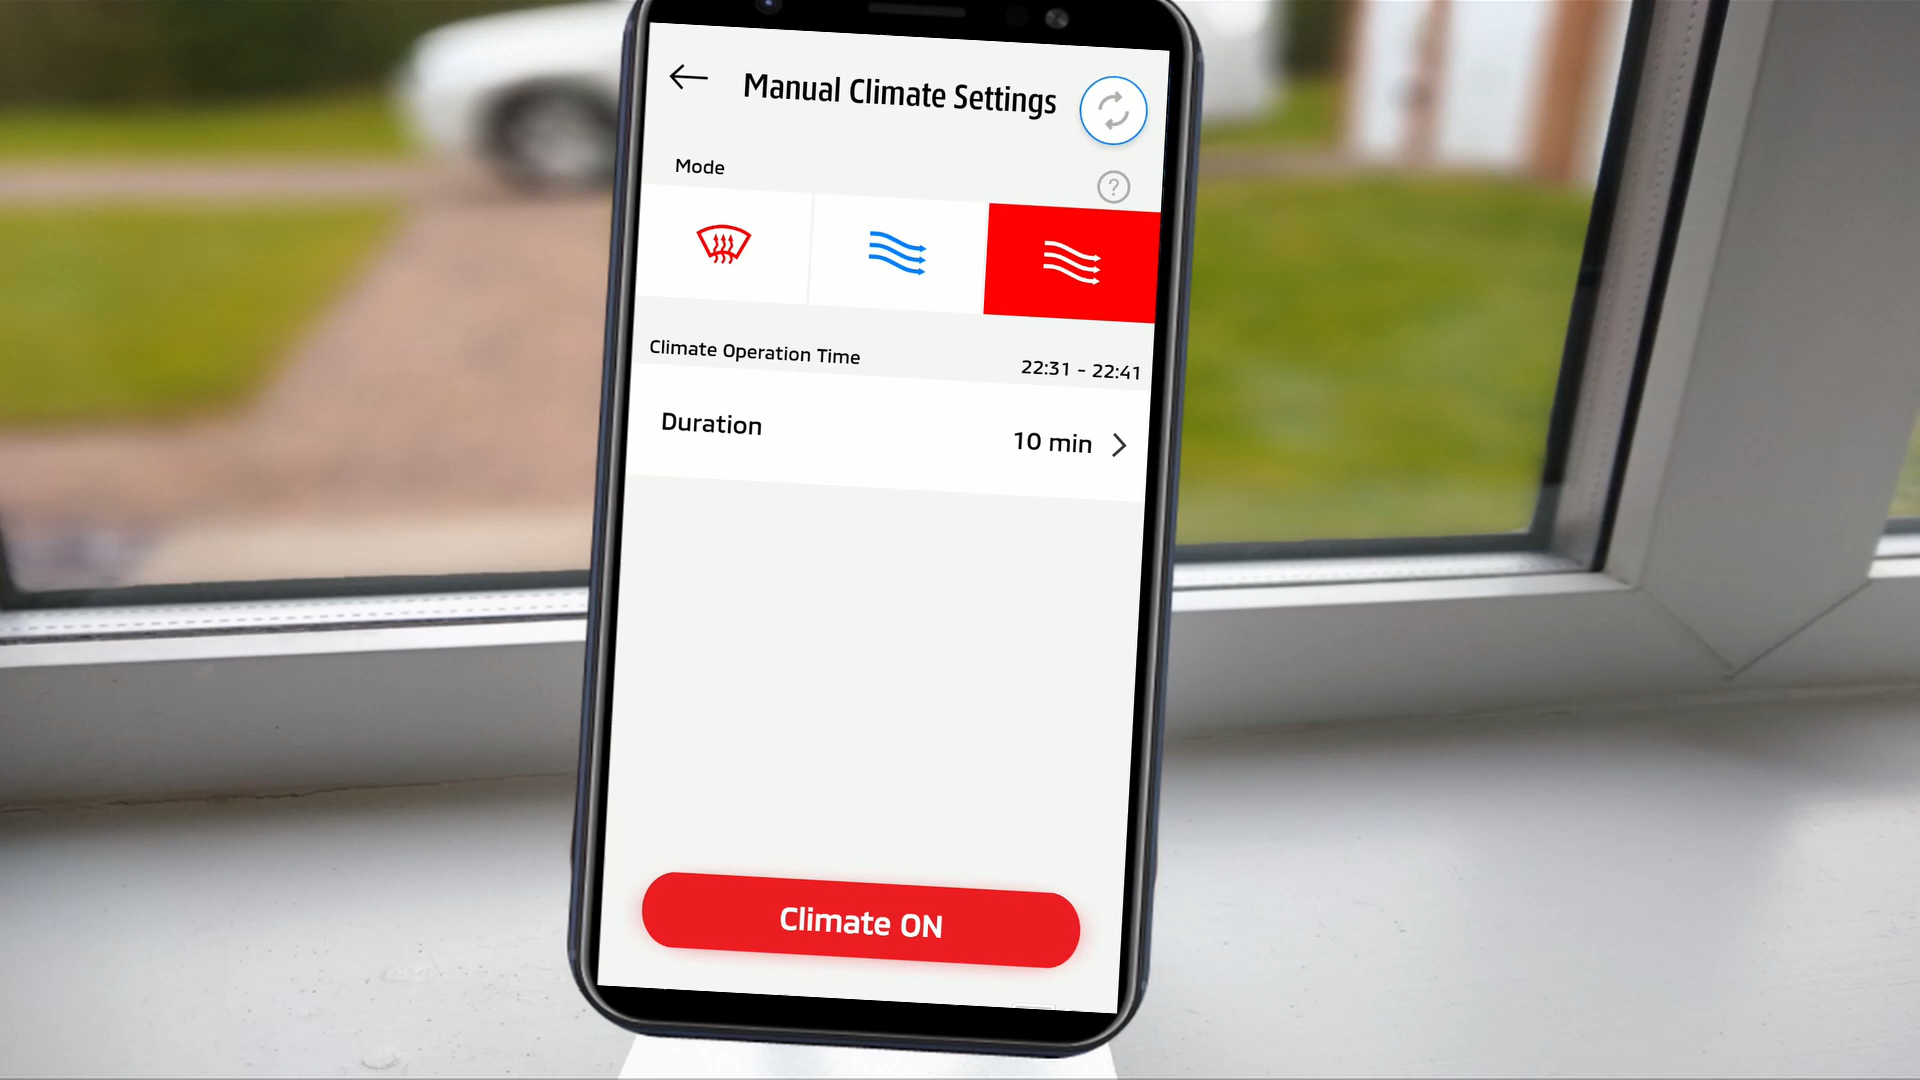 Manual Climate Settings
Mode
?
Climate Operation Time 22:31 - 22:41
Duration 10 min
Climate ON